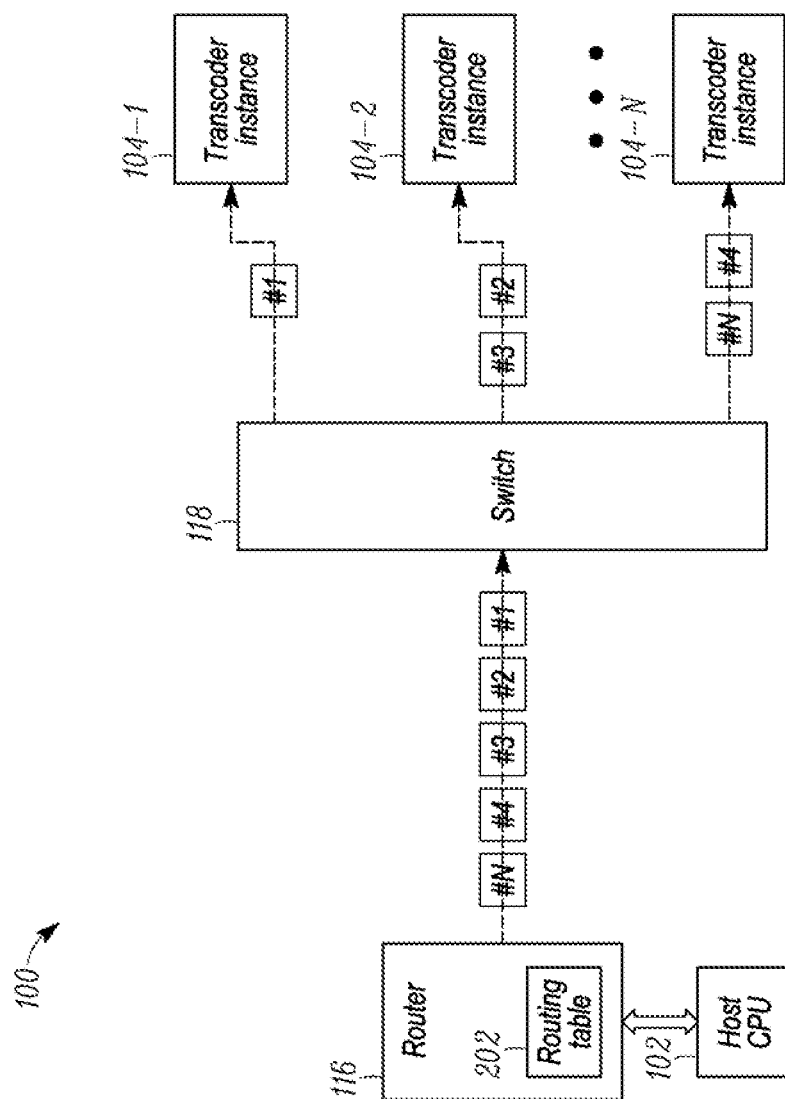 100
116
Router
202
Routing
table
102
Host
CPU
#N
#4
#3
#2
#1
118
Switch
#1
#3
#2
#N
#4
104-1
Transcoder
instance
104-2
Transcoder
instance
104-N
Transcoder
instance